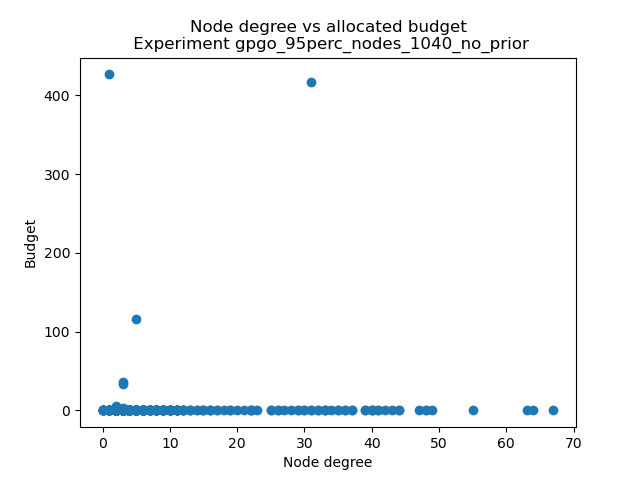 Node degree vs allocated budget
Experiment gpgo_95perc_nodes_1040_no_prior
400
300
200
100
0
Budget
0 10 20 30 40 50 60 70
Node degree